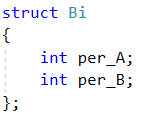 struct Bi
{
    int per_A;
    int per_B;
};